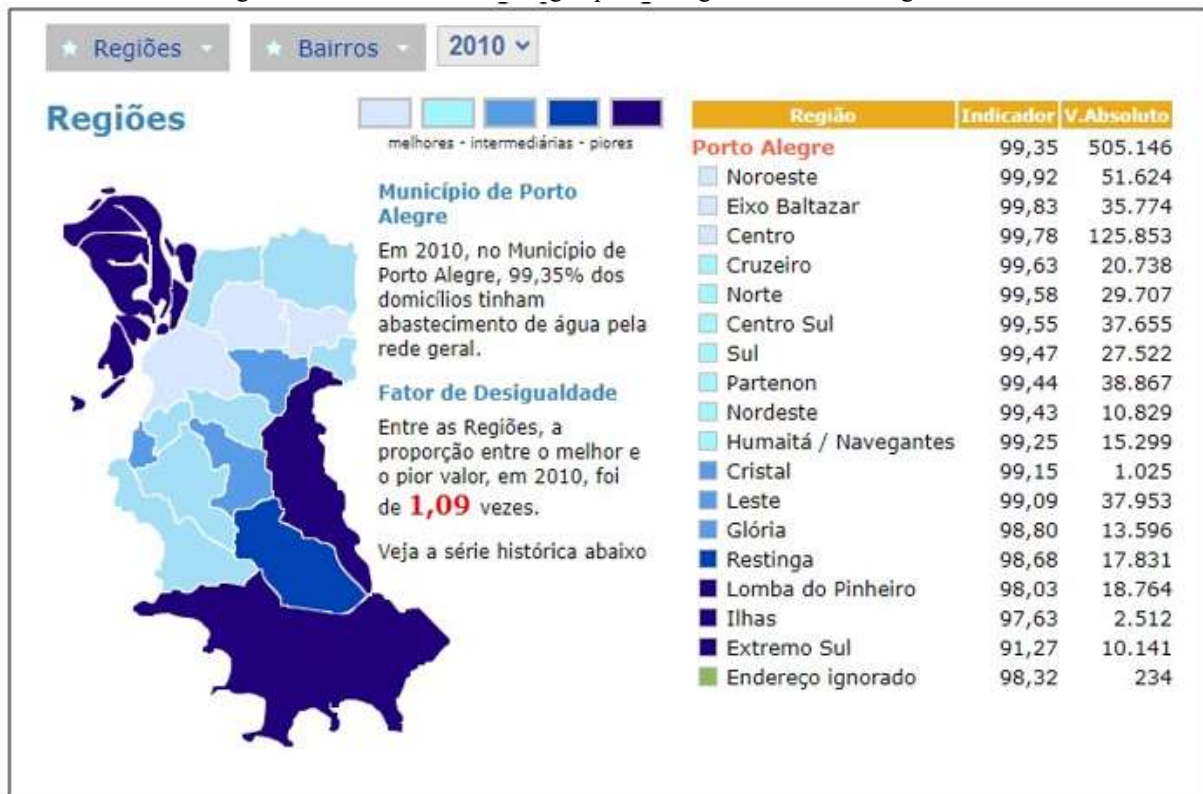 Regiões
Bairros
2010
Regiões
melhores - intermediárias - piores
Município de Porto
Alegre
Em 2010, no Município de
Porto Alegre, 99,35% dos
domicílios tinham
abastecimento de água pela
rede geral.
Fator de Desigualdade
Entre as Regiões, a
proporção entre o melhor e
o pior valor, em 2010, foi
de 1,09 vezes.
Veja a série histórica abaixo
Região Indicador V.Absoluto
Porto Alegre 99,35 505.146
Noroeste 99,92 51.624
Eixo Baltazar 99,83 35.774
Centro 99,78 125.853
Cruzeiro 99,63 20.738
Norte 99,58 29.707
Centro Sul 99,55 37.655
Sul 99,47 27.522
Partenon 99,44 38.867
Nordeste 99,43 10.829
Humaitá / Navegantes 99,25 15.299
Cristal 99,15 1.025
Leste 99,09 37.953
Glória 98,80 13.596
Restinga 98,68 17.831
Lomba do Pinheiro 98,03 18.764
Ilhas 97,63 2.512
Extremo Sul 91,27 10.141
Endereço ignorado 98,32 234